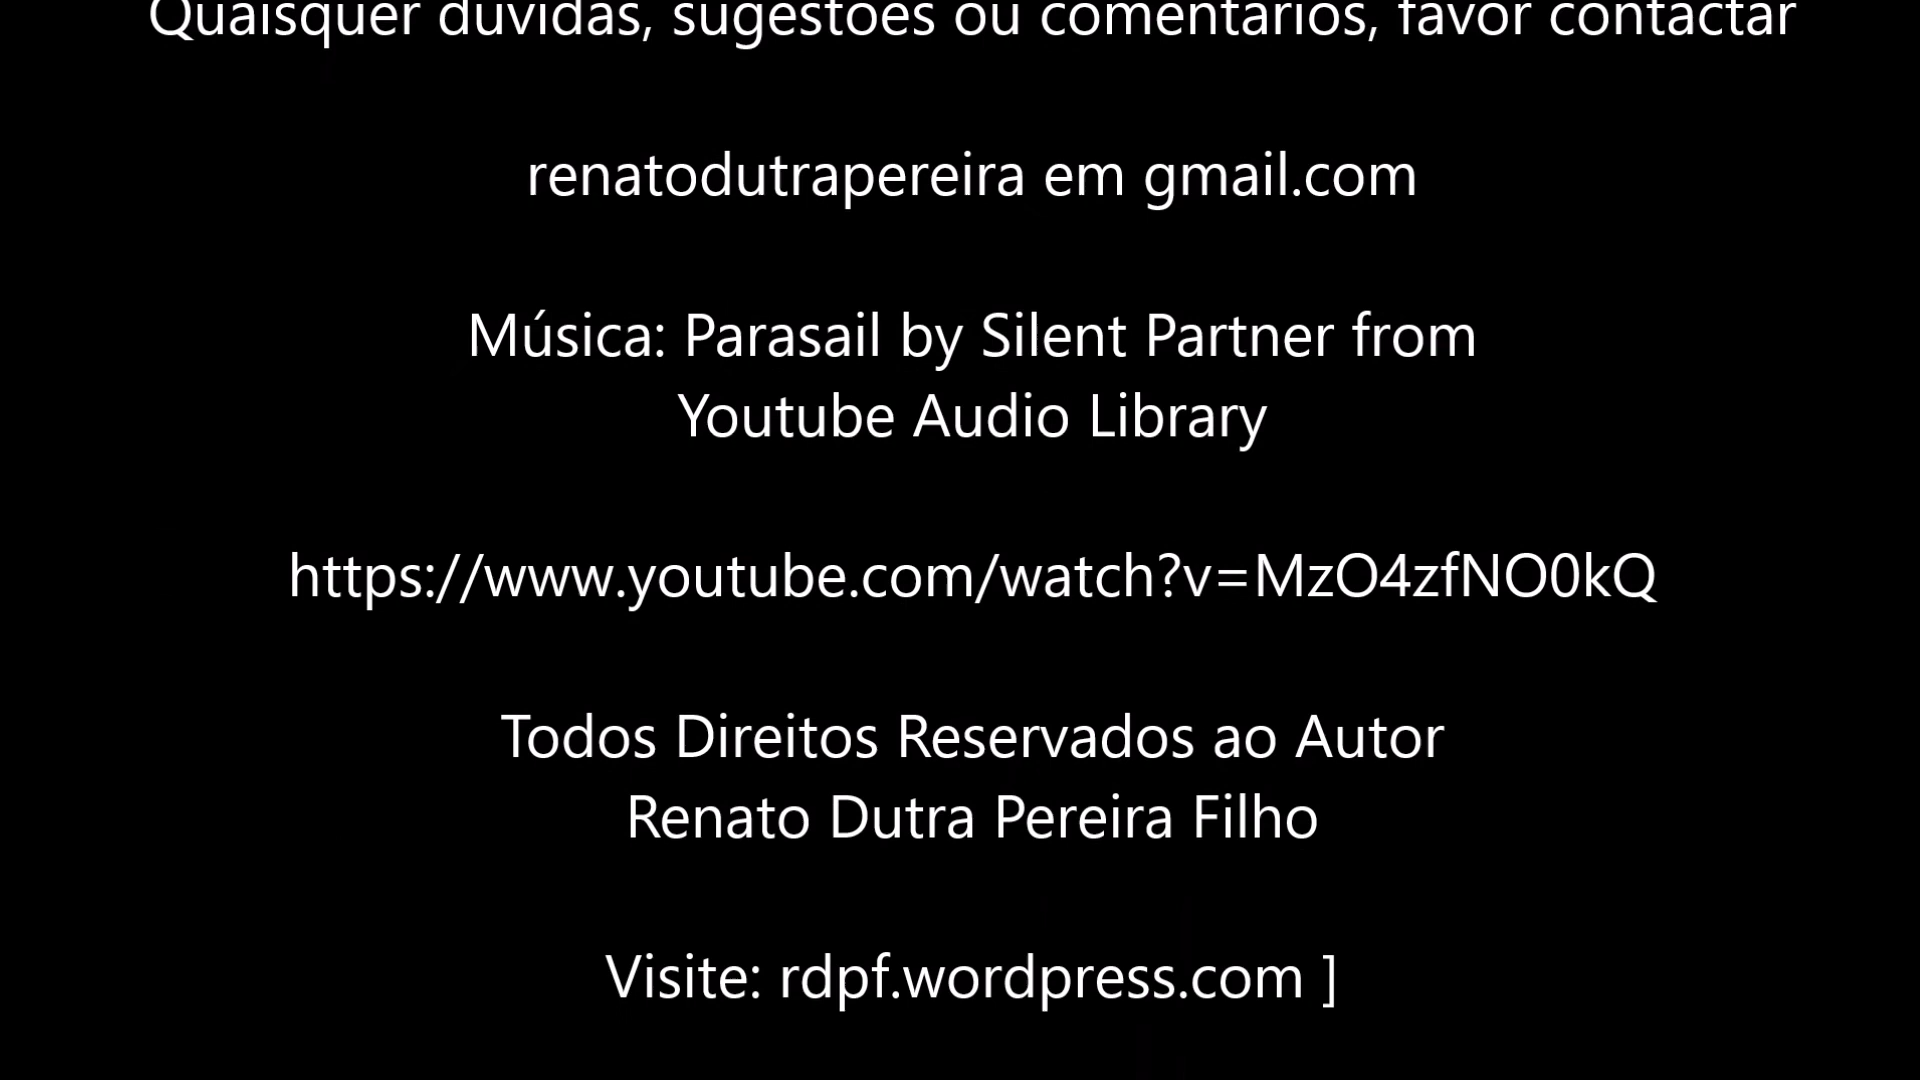 Quaisquer dúvidas, sugestões ou comentários, favor contactar
renatodutrapereira em gmail.com
Música: Parasail by Silent Partner from
Youtube Audio Library
https://www.youtube.com/watch?v=MzO4zfNO0kQ
Todos Direitos Reservados ao Autor
Renato Dutra Pereira Filho
Visite: rdpf.wordpress.com ]